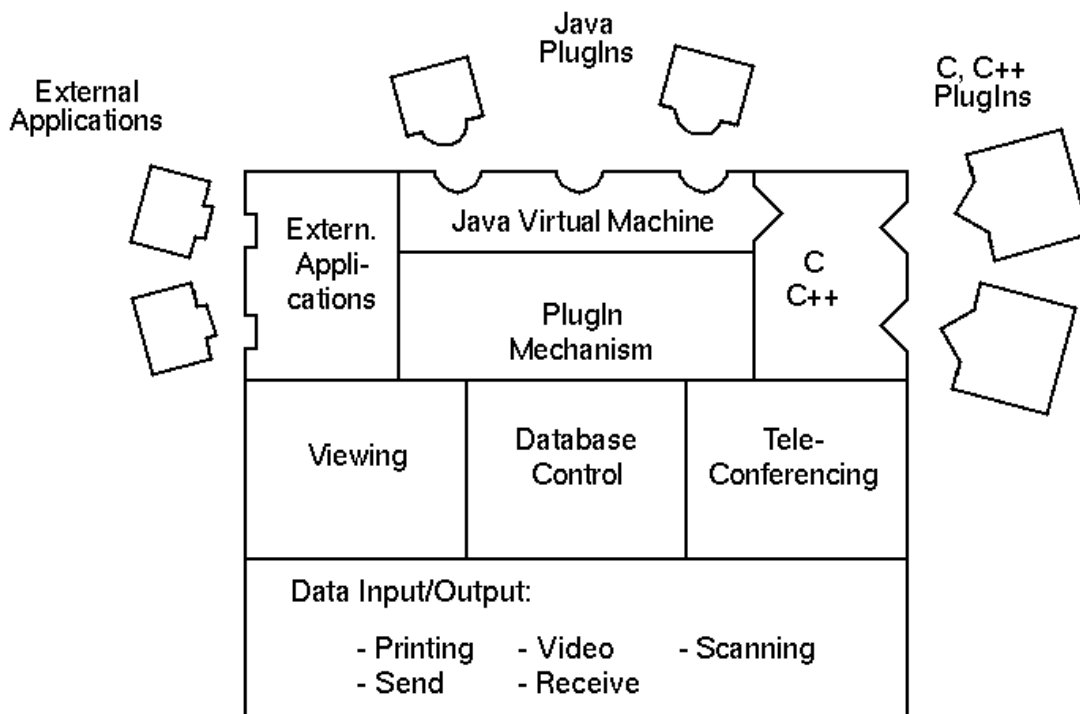 Java
PlugIns
External
Applications
C, C++
PlugIns
Extern.
Appli-
cations
Java Virtual Machine
PlugIn
Mechanism
C
C++
Viewing
Database
Control
Tele-
Conferencing
Data Input/Output:
- Printing - Video - Scanning
- Send - Receive